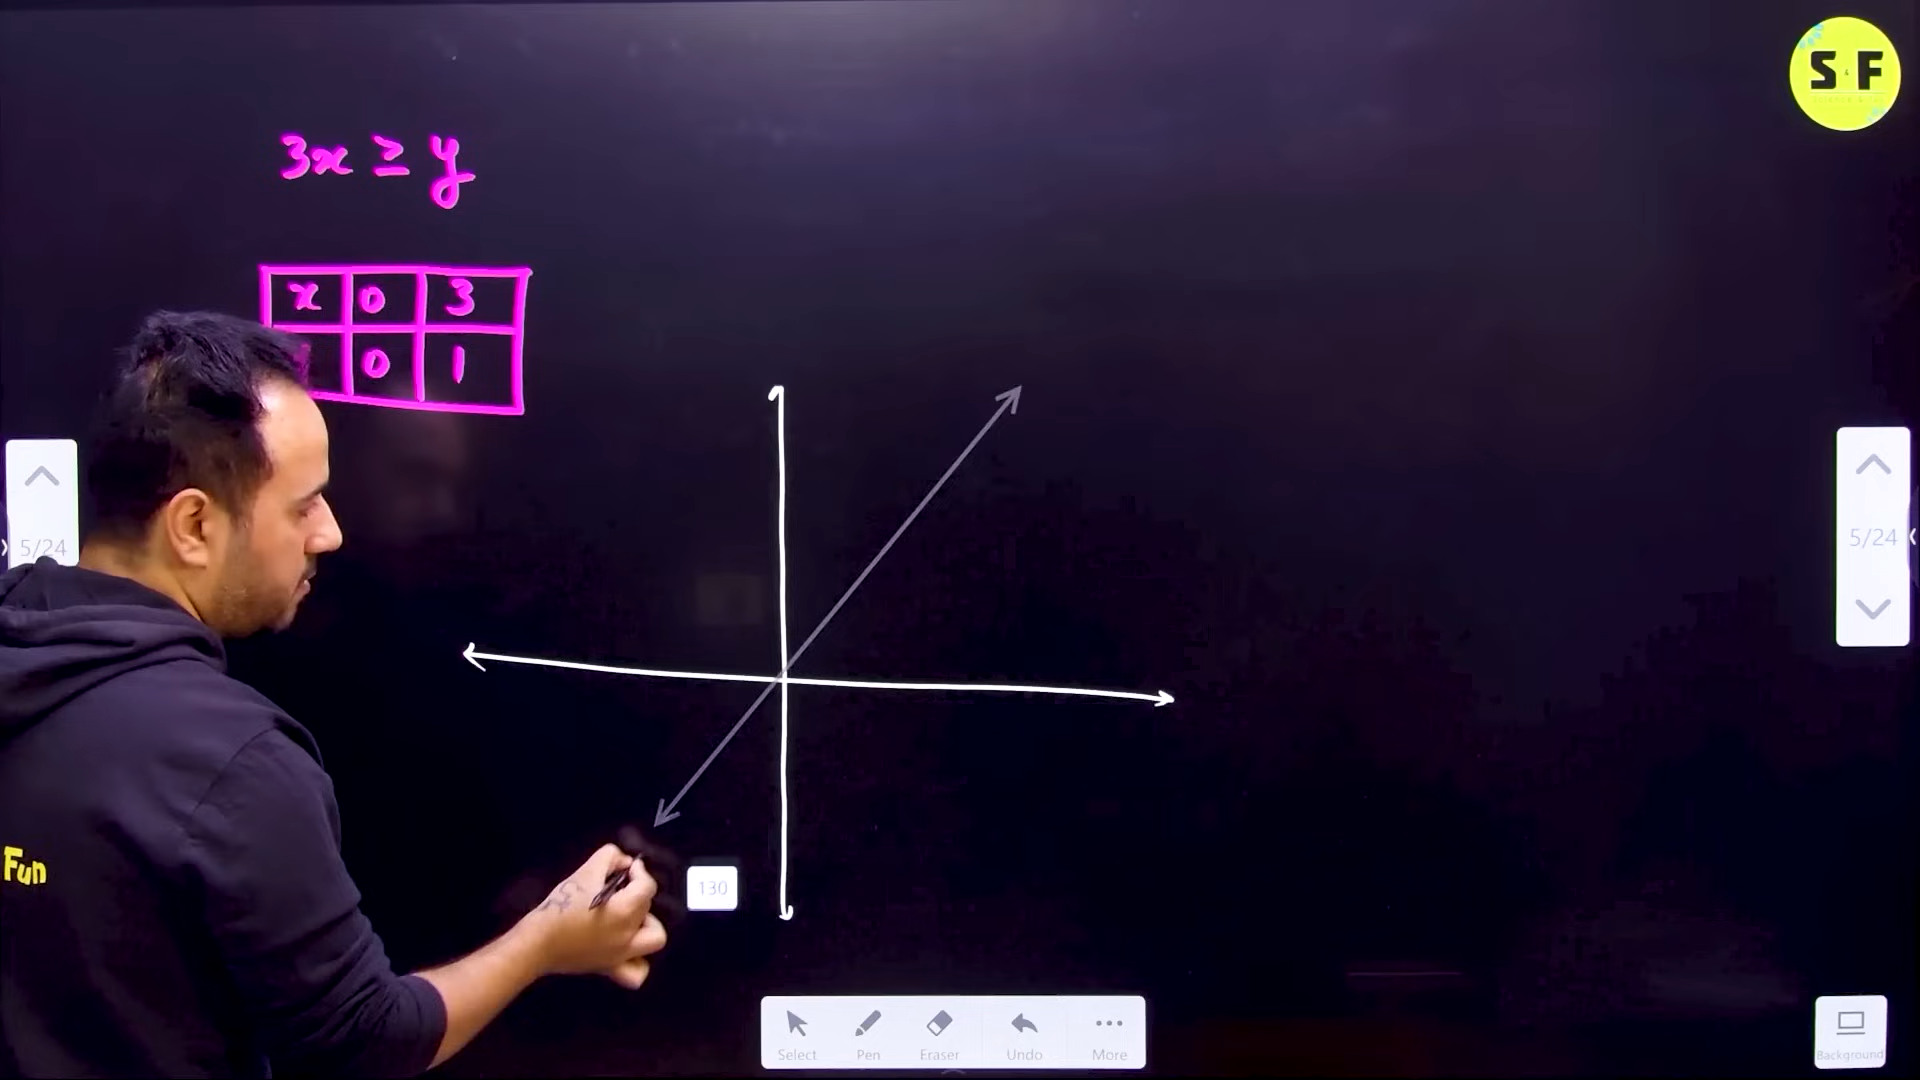 S&F
3x ≥ y
x 0 3
0 1
5/24
5/24
Fun
130
Select Pen Eraser Undo More
Background